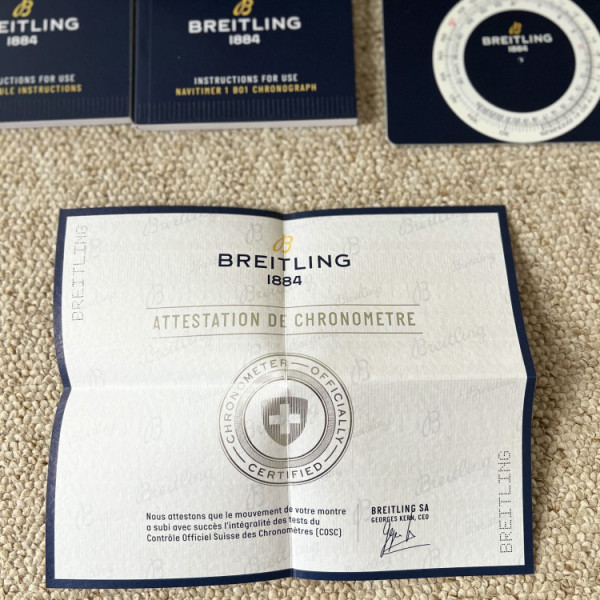 BREITLING
1884
INSTRUCTIONS FOR USE
BREITLING
1884
INSTRUCTIONS FOR USE
NAVITIMER 1 B01 CHRONOGRAPH
BREITLING
1884
B
BREITLING
1884
ATTESTATION DE CHRONOMETRE
CHRONOMETER OFFICIALLY
CERTIFIED
Nous attestons que le mouvement de votre montre
a subi avec succès l'intégralité des tests du
Contrôle Officiel Suisse des Chronomètres (COSC)
BREITLING SA
GEORGES KERN, CEO
BREITLING
BREITLING